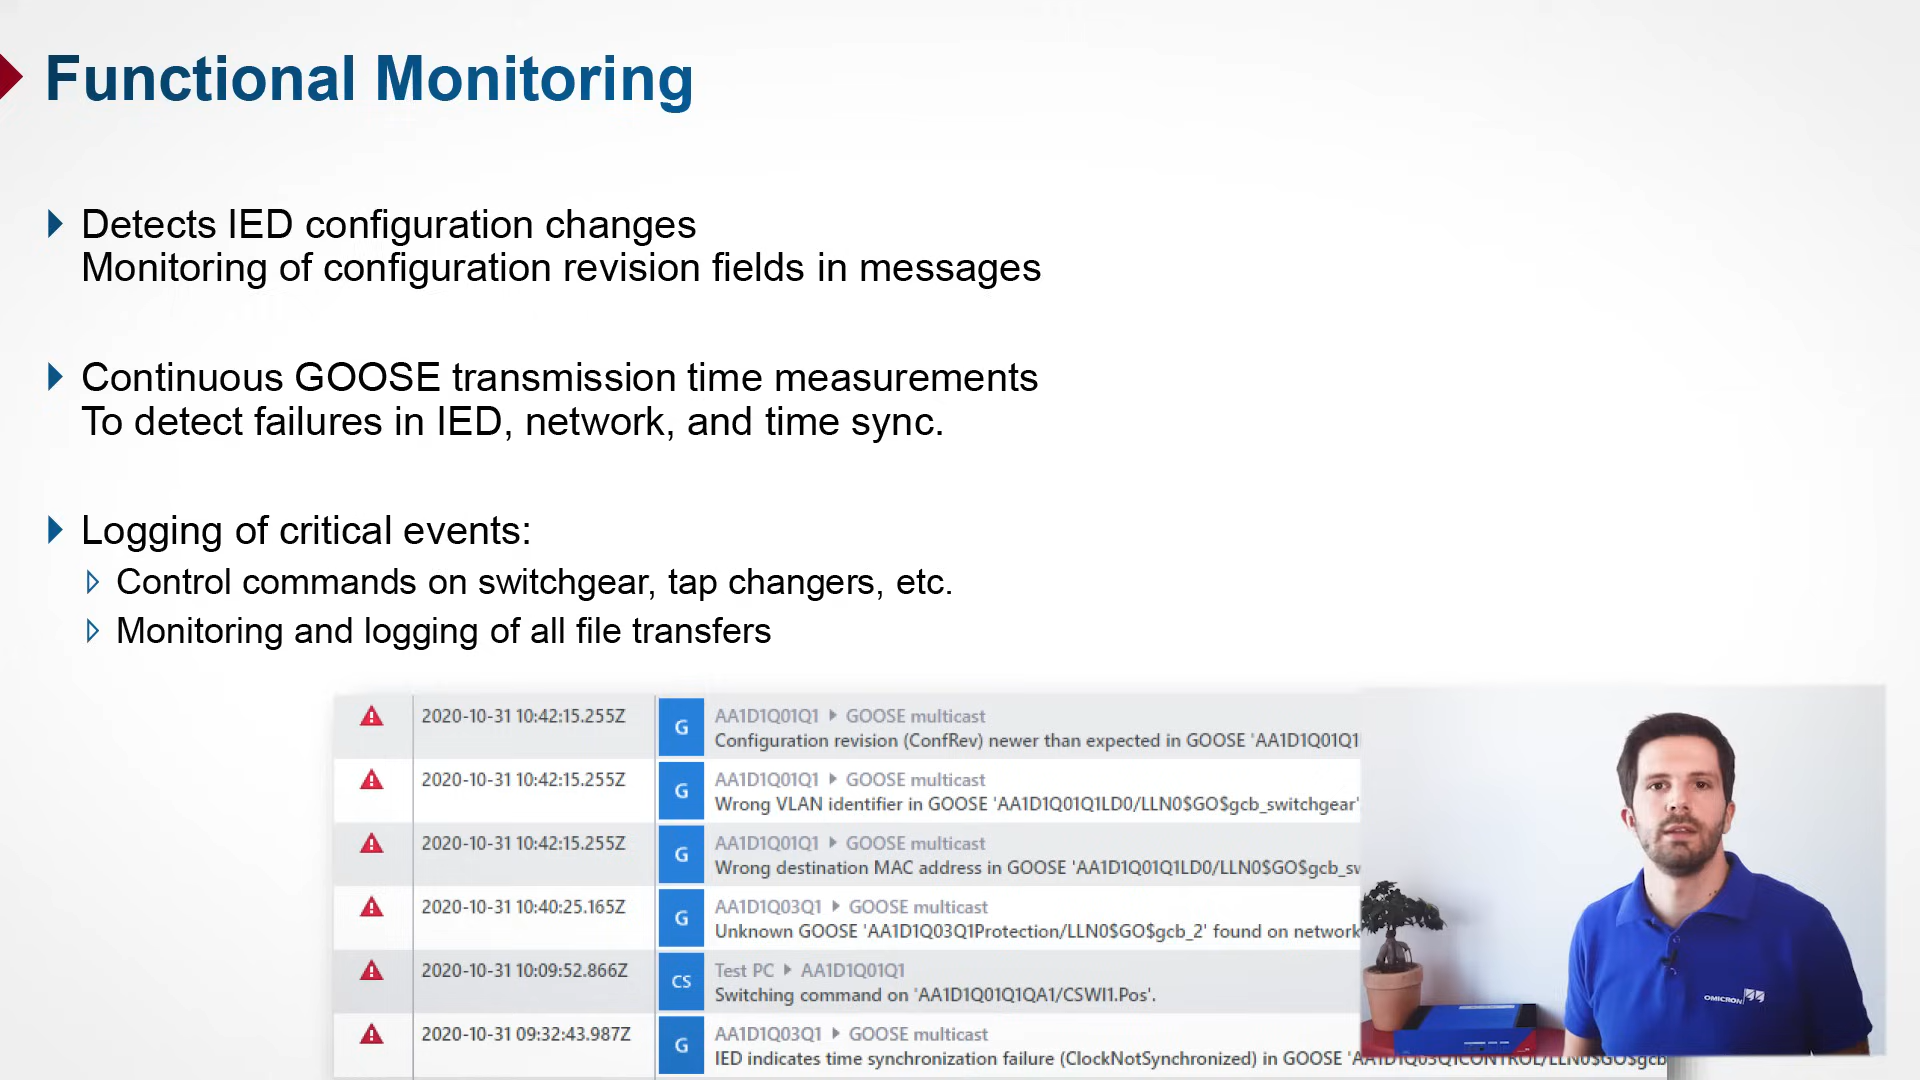 Functional Monitoring
Detects IED configuration changes
Monitoring of configuration revision fields in messages
Continuous GOOSE transmission time measurements
To detect failures in IED, network, and time sync.
Logging of critical events:
Control commands on switchgear, tap changers, etc.
Monitoring and logging of all file transfers
2020-10-31 10:42:15.255Z G AA1D1Q01Q1 GOOSE multicast
Configuration revision (ConfRev) newer than expected in GOOSE 'AA1D1Q01Q1
2020-10-31 10:42:15.255Z G AA1D1Q01Q1 GOOSE multicast
Wrong VLAN identifier in GOOSE 'AA1D1Q01Q1LD0/LLN0$GO$gcb_switchgear'
2020-10-31 10:42:15.255Z G AA1D1Q01Q1 GOOSE multicast
Wrong destination MAC address in GOOSE 'AA1D1Q01Q1LD0/LLN0$GO$gcb_sw
2020-10-31 10:40:25.165Z G AA1D1Q03Q1 GOOSE multicast
Unknown GOOSE 'AA1D1Q03Q1Protection/LLN0$GO$gcb_2' found on network
2020-10-31 10:09:52.866Z CS Test PC AA1D1Q01Q1
Switching command on 'AA1D1Q01Q1QA1/CSWI1.Pos'.
2020-10-31 09:32:43.987Z G AA1D1Q03Q1 GOOSE multicast
IED indicates time synchronization failure (ClockNotSynchronized) in GOOSE 'AA1D1Q03Q1CONTROL/LLN0$GO$gcb
OMICRON